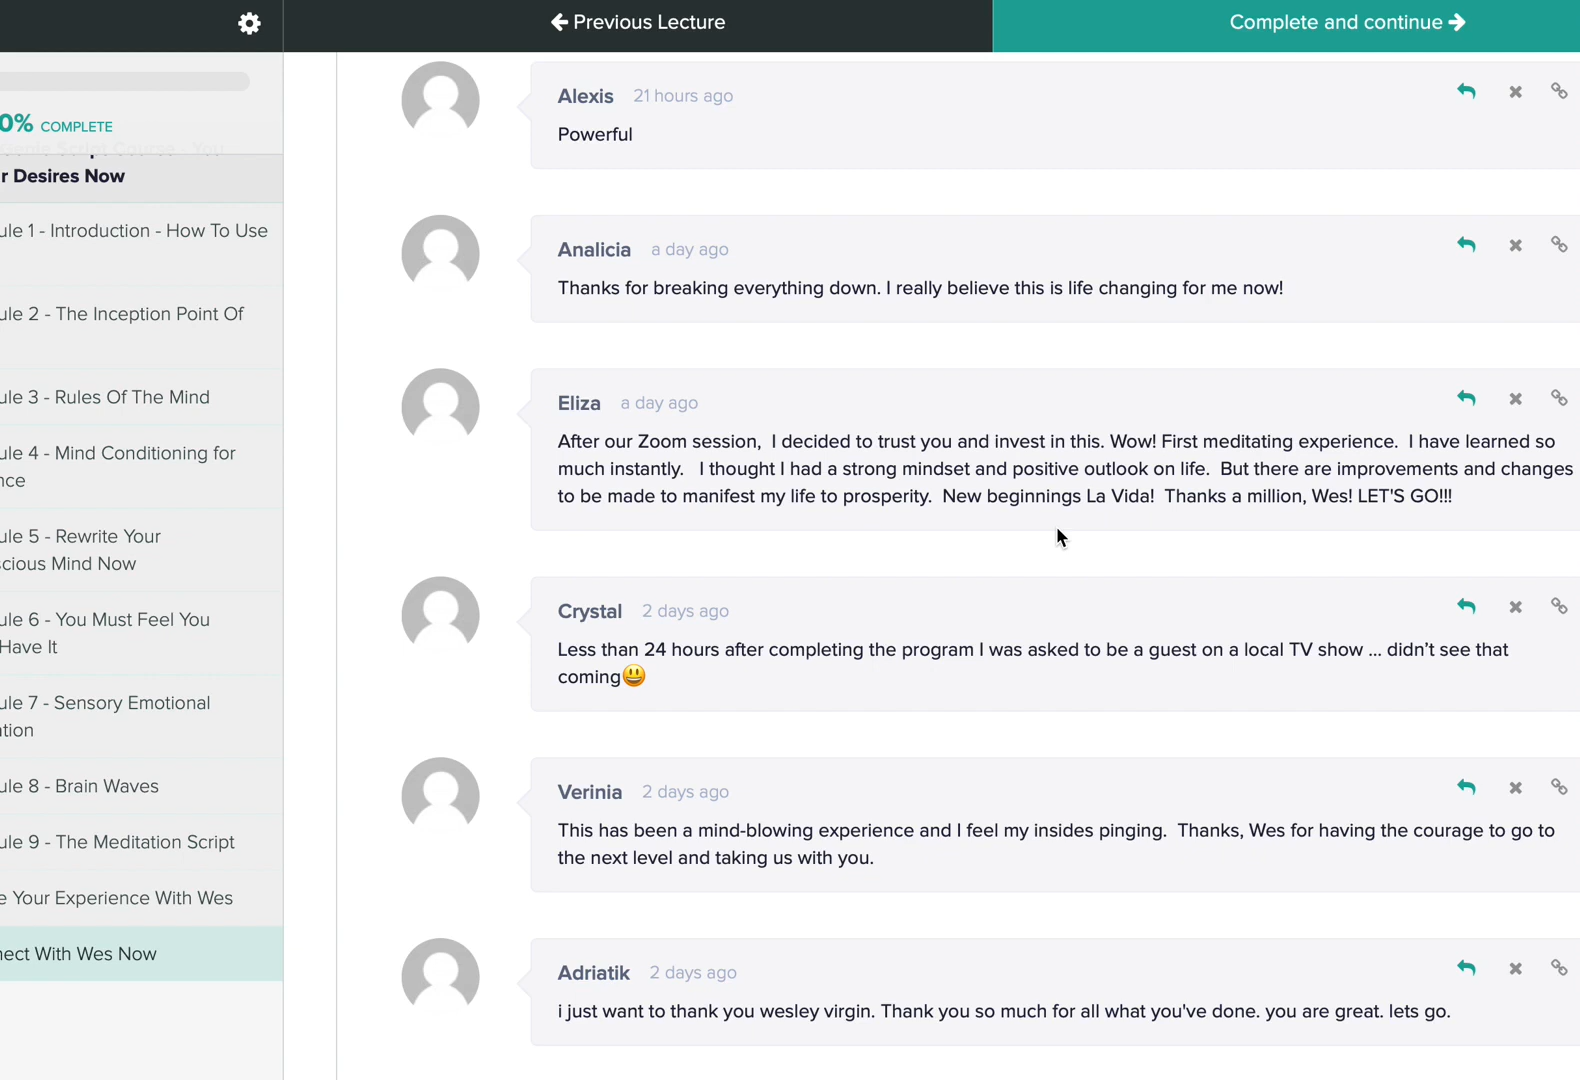 Previous Lecture
Complete and continue
0% COMPLETE
Genie Script Course - You
r Desires Now
ule 1 - Introduction - How To Use
ule 2 - The Inception Point Of
ule 3 - Rules Of The Mind
ule 4 - Mind Conditioning for
nce
ule 5 - Rewrite Your
scious Mind Now
ule 6 - You Must Feel You
Have It
ule 7 - Sensory Emotional
ation
ule 8 - Brain Waves
ule 9 - The Meditation Script
e Your Experience With Wes
nect With Wes Now
Alexis 21 hours ago
Powerful
Analicia a day ago
Thanks for breaking everything down. I really believe this is life changing for me now!
Eliza a day ago
After our Zoom session, I decided to trust you and invest in this. Wow! First meditating experience. I have learned so
much instantly. I thought I had a strong mindset and positive outlook on life. But there are improvements and changes
to be made to manifest my life to prosperity. New beginnings La Vida! Thanks a million, Wes! LET'S GO!!!
Crystal 2 days ago
Less than 24 hours after completing the program I was asked to be a guest on a local TV show ... didn’t see that
coming😃
Verinia 2 days ago
This has been a mind-blowing experience and I feel my insides pinging. Thanks, Wes for having the courage to go to
the next level and taking us with you.
Adriatik 2 days ago
i just want to thank you wesley virgin. Thank you so much for all what you've done. you are great. lets go.